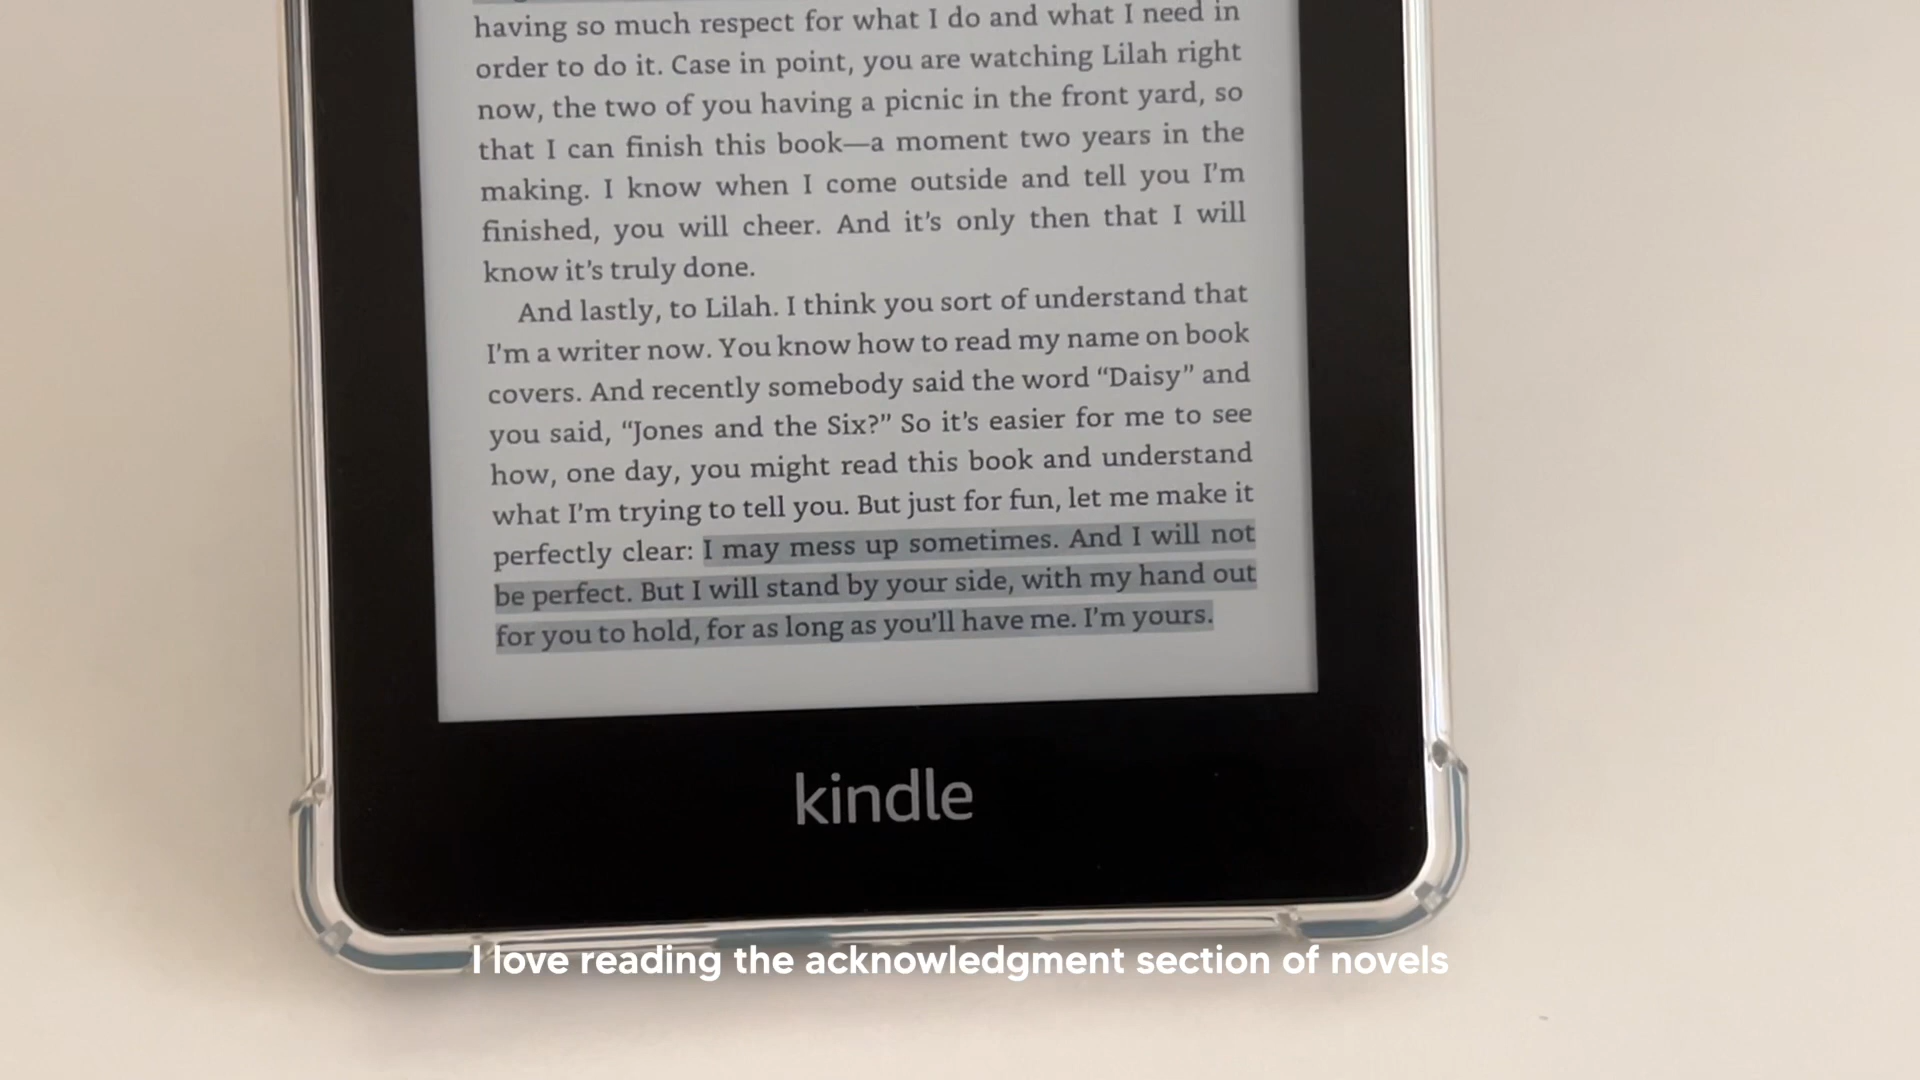 having so much respect for what I do and what I need in
order to do it. Case in point, you are watching Lilah right
now, the two of you having a picnic in the front yard, so
that I can finish this book—a moment two years in the
making. I know when I come outside and tell you I’m
finished, you will cheer. And it’s only then that I will
know it’s truly done.
And lastly, to Lilah. I think you sort of understand that
I’m a writer now. You know how to read my name on book
covers. And recently somebody said the word “Daisy” and
you said, “Jones and the Six?” So it’s easier for me to see
how, one day, you might read this book and understand
what I’m trying to tell you. But just for fun, let me make it
perfectly clear: I may mess up sometimes. And I will not
be perfect. But I will stand by your side, with my hand out
for you to hold, for as long as you’ll have me. I’m yours.
kindle
I love reading the acknowledgment section of novels